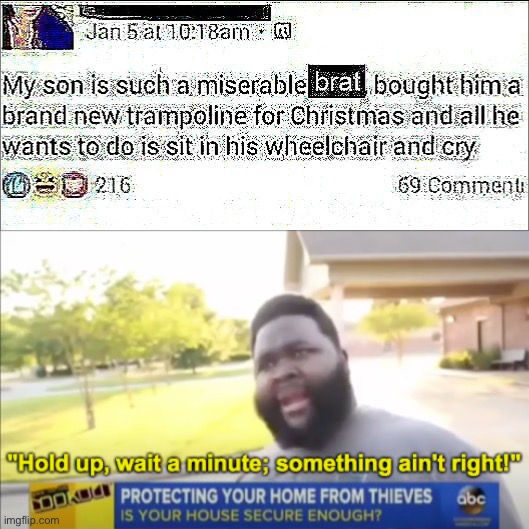 Jan 5 at 10:18am ·
My son is such a miserable brat, bought him a
brand new trampoline for Christmas and all he
wants to do is sit in his wheelchair and cry
216
69 Comment
"Hold up, wait a minute; something ain't right!"
LOOKOUT
PROTECTING YOUR HOME FROM THIEVES
IS YOUR HOUSE SECURE ENOUGH?
abc
imgflip.com